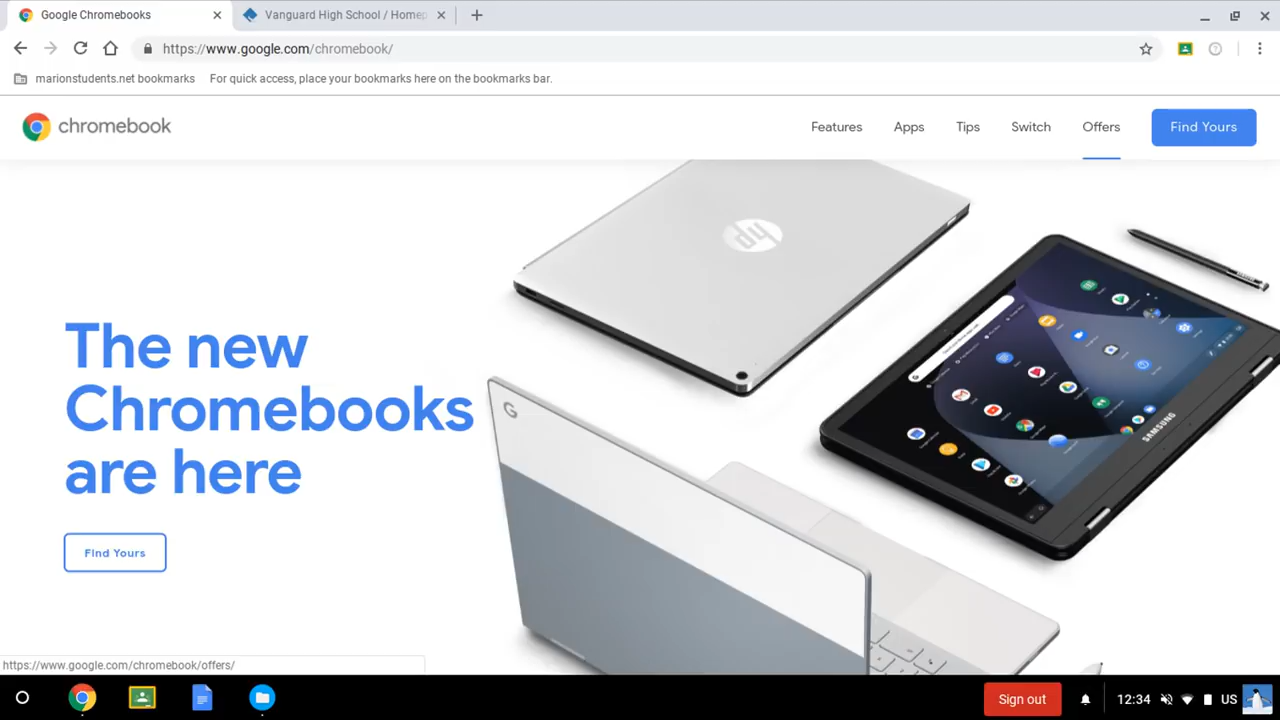 Google Chromebooks
Vanguard High School / Homep
https://www.google.com/chromebook/
marionstudents.net bookmarks For quick access, place your bookmarks here on the bookmarks bar.
chromebook
Features Apps Tips Switch Offers Find Yours
hp
The new
Chromebooks
are here
G
SAMSUNG
Find Yours
https://www.google.com/chromebook/offers/
Sign out 12:34 US